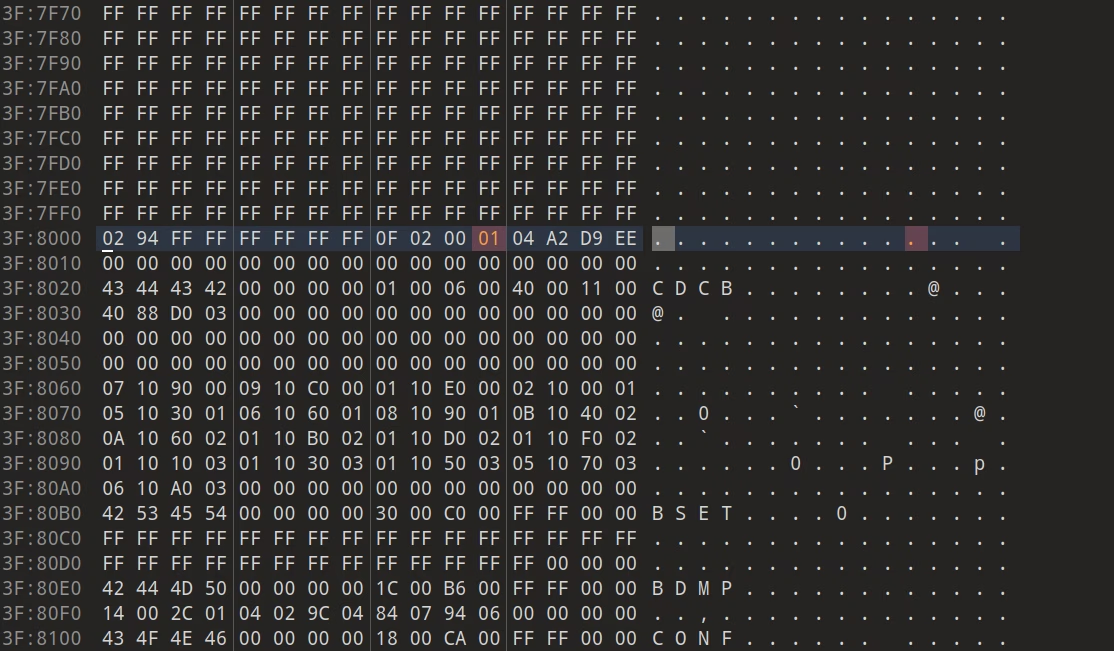 3F:7F70 FF FF FF FF FF FF FF FF FF FF FF FF FF FF FF FF . . . . . . . . . . . . . . . .
3F:7F80 FF FF FF FF FF FF FF FF FF FF FF FF FF FF FF FF . . . . . . . . . . . . . . . .
3F:7F90 FF FF FF FF FF FF FF FF FF FF FF FF FF FF FF FF . . . . . . . . . . . . . . . .
3F:7FA0 FF FF FF FF FF FF FF FF FF FF FF FF FF FF FF FF . . . . . . . . . . . . . . . .
3F:7FB0 FF FF FF FF FF FF FF FF FF FF FF FF FF FF FF FF . . . . . . . . . . . . . . . .
3F:7FC0 FF FF FF FF FF FF FF FF FF FF FF FF FF FF FF FF . . . . . . . . . . . . . . . .
3F:7FD0 FF FF FF FF FF FF FF FF FF FF FF FF FF FF FF FF . . . . . . . . . . . . . . . .
3F:7FE0 FF FF FF FF FF FF FF FF FF FF FF FF FF FF FF FF . . . . . . . . . . . . . . . .
3F:7FF0 FF FF FF FF FF FF FF FF FF FF FF FF FF FF FF FF . . . . . . . . . . . . . . . .
3F:8000 02 94 FF FF FF FF FF FF 0F 02 00 01 04 A2 D9 EE . . . . . . . . . . . . . .   .
3F:8010 00 00 00 00 00 00 00 00 00 00 00 00 00 00 00 00 . . . . . . . . . . . . . . . .
3F:8020 43 44 43 42 00 00 00 00 01 00 06 00 40 00 11 00 C D C B . . . . . . . . @ . . .
3F:8030 40 88 D0 03 00 00 00 00 00 00 00 00 00 00 00 00 @ .   . . . . . . . . . . . . .
3F:8040 00 00 00 00 00 00 00 00 00 00 00 00 00 00 00 00 . . . . . . . . . . . . . . . .
3F:8050 00 00 00 00 00 00 00 00 00 00 00 00 00 00 00 00 . . . . . . . . . . . . . . . .
3F:8060 07 10 90 00 09 10 C0 00 01 10 E0 00 02 10 00 01 . . . . . .   . . .   . . . . .
3F:8070 05 10 30 01 06 10 60 01 08 10 90 01 0B 10 40 02 . . 0 . . . ` . . . . . . . @ .
3F:8080 0A 10 60 02 01 10 B0 02 01 10 D0 02 01 10 F0 02 . . ` . . . . . . .   . . .   .
3F:8090 01 10 10 03 01 10 30 03 01 10 50 03 05 10 70 03 . . . . . . 0 . . . P . . . p .
3F:80A0 06 10 A0 03 00 00 00 00 00 00 00 00 00 00 00 00 . . . . . . . . . . . . . . . .
3F:80B0 42 53 45 54 00 00 00 00 30 00 C0 00 FF FF 00 00 B S E T . . . . 0 .   . . . . .
3F:80C0 FF FF FF FF FF FF FF FF FF FF FF FF FF FF FF FF . . . . . . . . . . . . . . . .
3F:80D0 FF FF FF FF FF FF FF FF FF FF FF FF FF 00 00 00 . . . . . . . . . . . . . . . .
3F:80E0 42 44 4D 50 00 00 00 00 1C 00 B6 00 FF FF 00 00 B D M P . . . . . . . . . . . .
3F:80F0 14 00 2C 01 04 02 9C 04 84 07 94 06 00 00 00 00 . . , . . . . . . . . . . . . .
3F:8100 43 4F 4E 46 00 00 00 00 18 00 CA 00 FF FF 00 00 C O N F . . . . . .   . . . . .